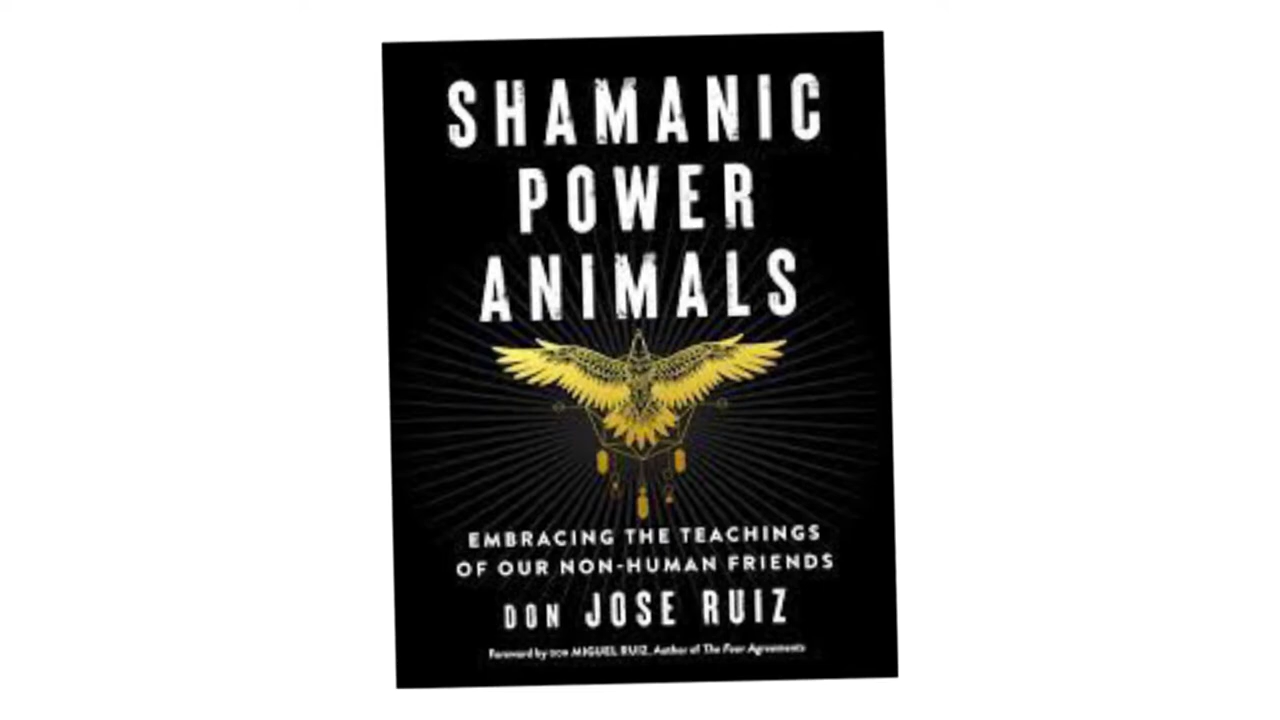 SHAMANIC
POWER
ANIMALS
EMBRACING THE TEACHINGS
OF OUR NON-HUMAN FRIENDS
DON JOSE RUIZ
Foreword by DON MIGUEL RUIZ, Author of The Four Agreements